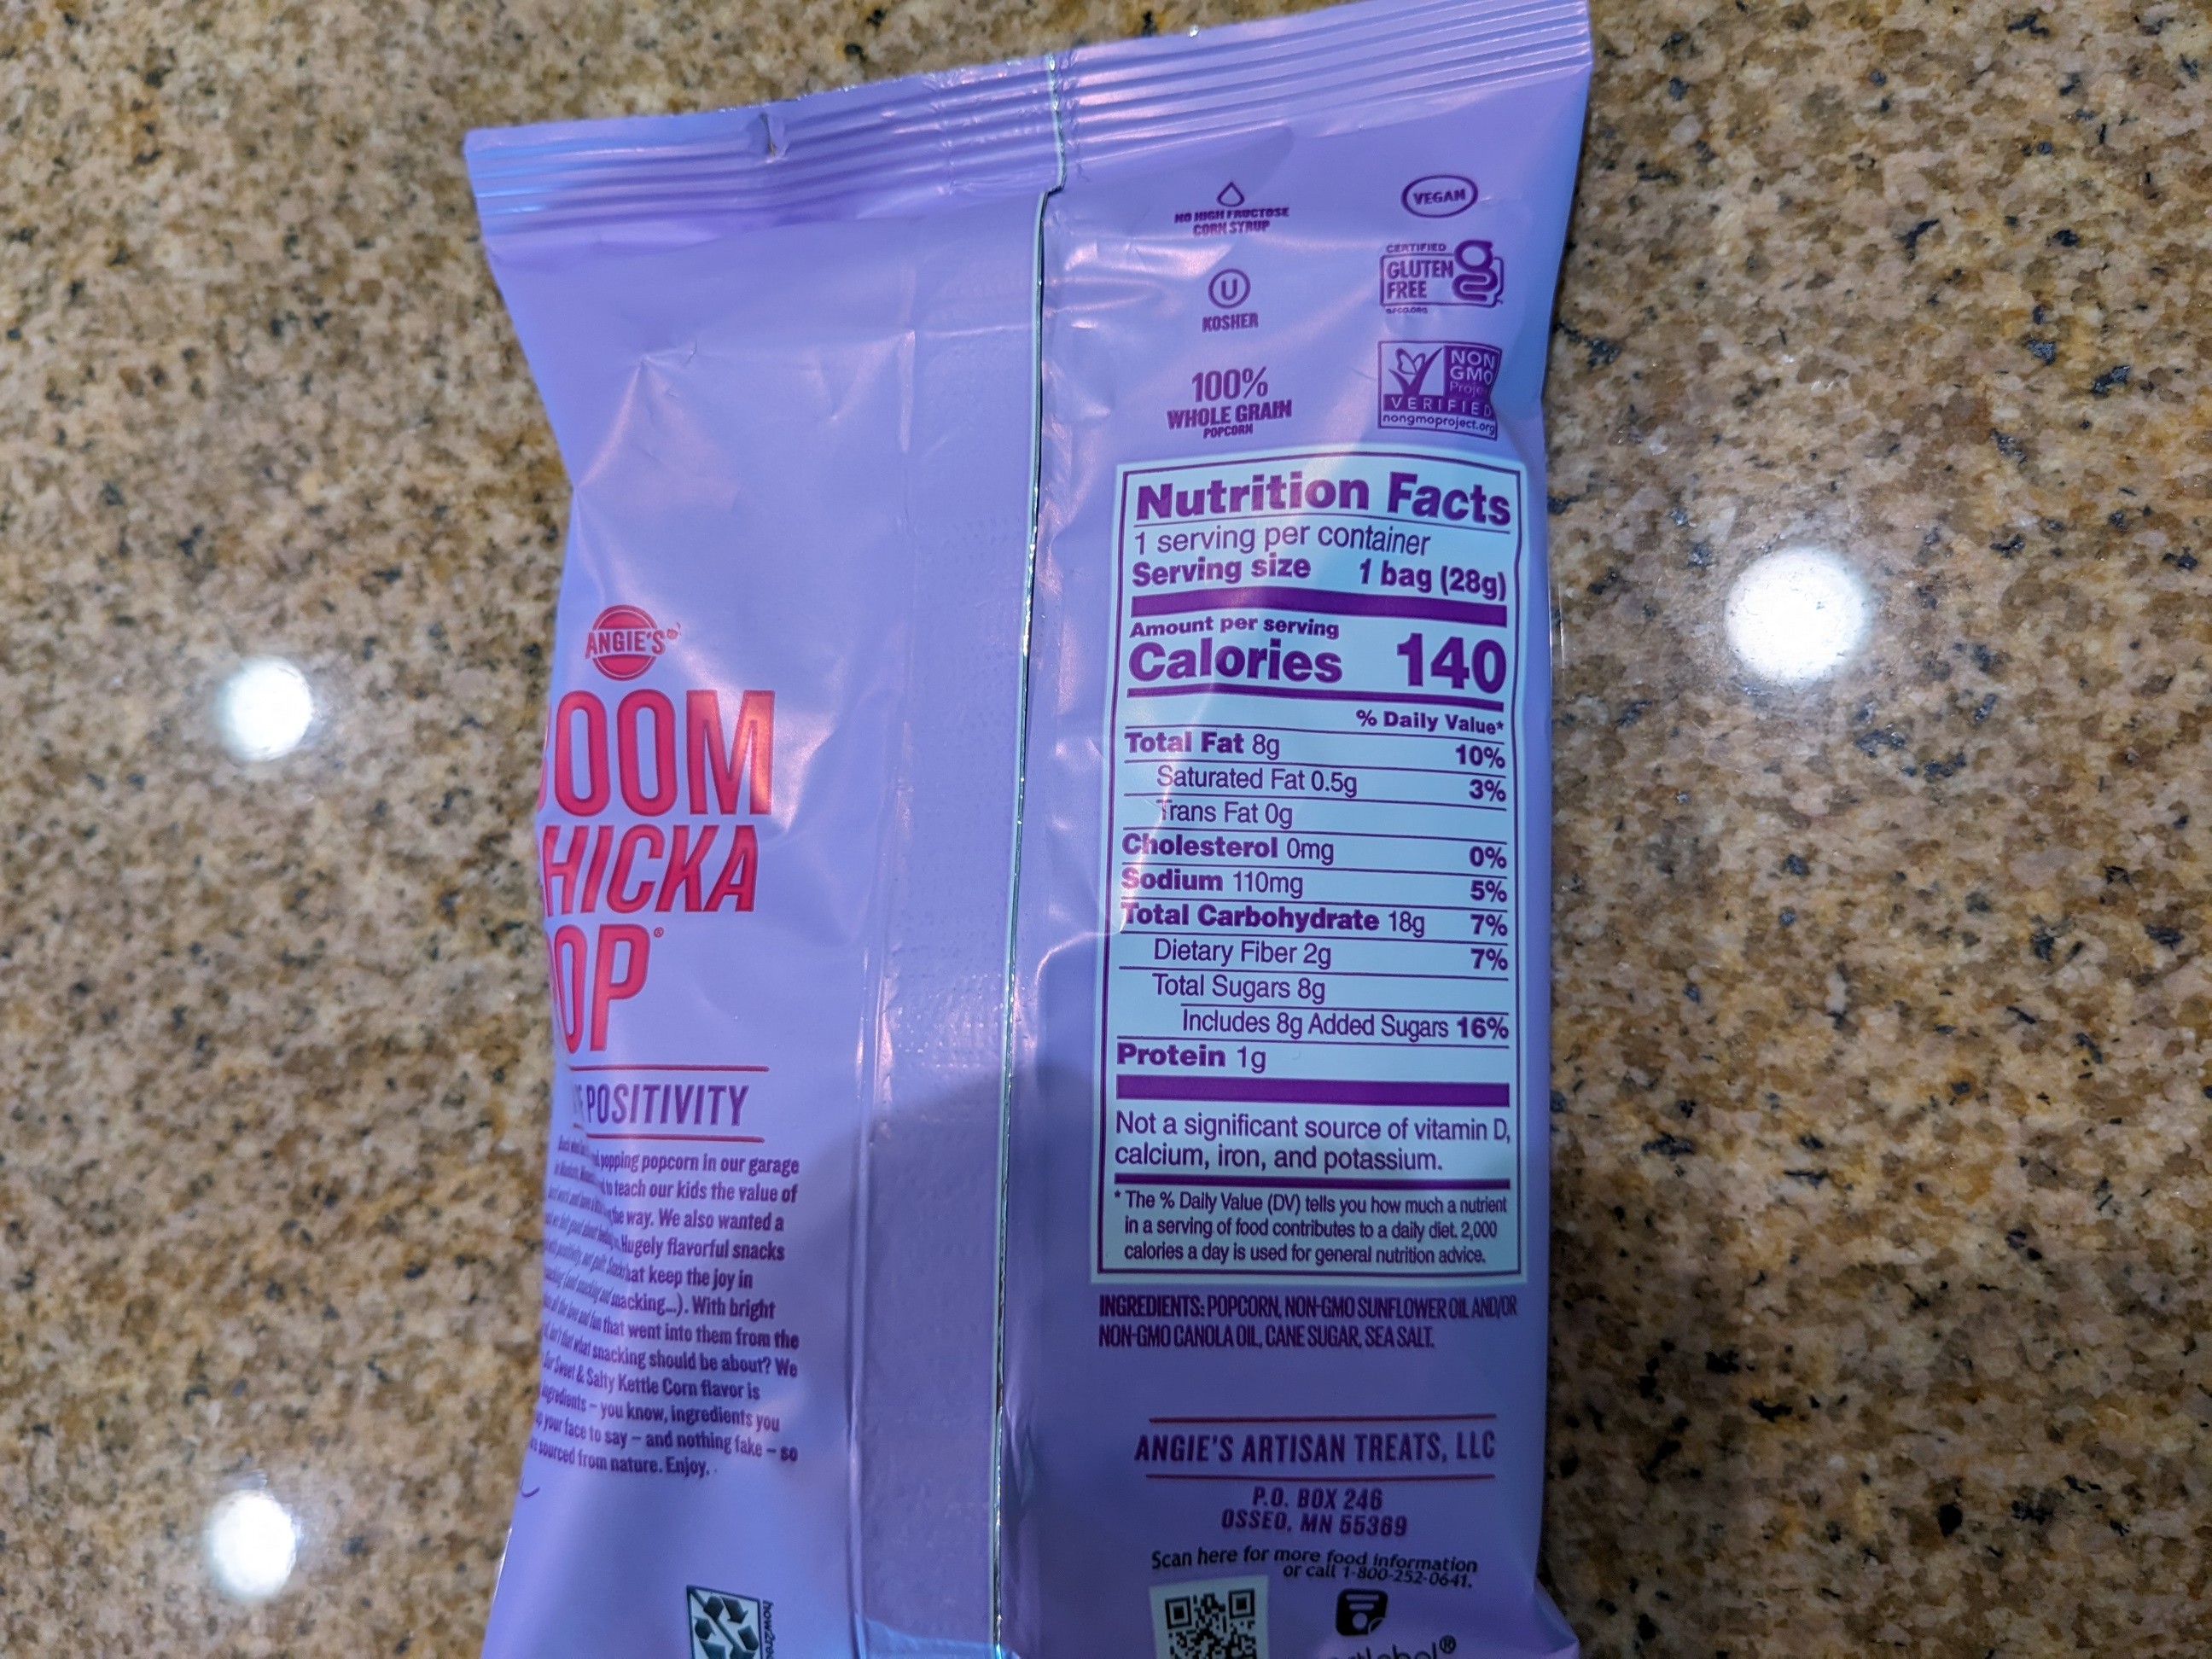 NO HIGH FRUCTOSE
CORN SYRUP
VEGAN
U
KOSHER
CERTIFIED
GLUTEN
FREE
GFCO.ORG
100%
WHOLE GRAIN
POPCORN
NON
GMO
VERIFIED
nongmoproject.org
Nutrition Facts
1 serving per container
Serving size 1 bag (28g)
Amount per serving
Calories 140
% Daily Value*
Total Fat 8g 10%
Saturated Fat 0.5g 3%
Trans Fat 0g
Cholesterol 0mg 0%
Sodium 110mg 5%
Total Carbohydrate 18g 7%
Dietary Fiber 2g 7%
Total Sugars 8g
Includes 8g Added Sugars 16%
Protein 1g
Not a significant source of vitamin D,
calcium, iron, and potassium.
* The % Daily Value (DV) tells you how much a nutrient
in a serving of food contributes to a daily diet. 2,000
calories a day is used for general nutrition advice.
INGREDIENTS: POPCORN, NON-GMO SUNFLOWER OIL AND/OR
NON-GMO CANOLA OIL, CANE SUGAR, SEA SALT.
ANGIE'S ARTISAN TREATS, LLC
P.O. BOX 246
OSSEO, MN 55369
Scan here for more food information
or call 1-800-252-0641.
ANGIE'S
OOM
HICKA
OP®
POSITIVITY
popping popcorn in our garage
to teach our kids the value of
the way. We also wanted a
Hugely flavorful snacks
that keep the joy in
snacking...). With bright
all the love and fun that went into them from the
isn't that what snacking should be about? We
Our Sweet & Salty Kettle Corn flavor is
ingredients – you know, ingredients you
up your face to say – and nothing fake – so
sourced from nature. Enjoy,